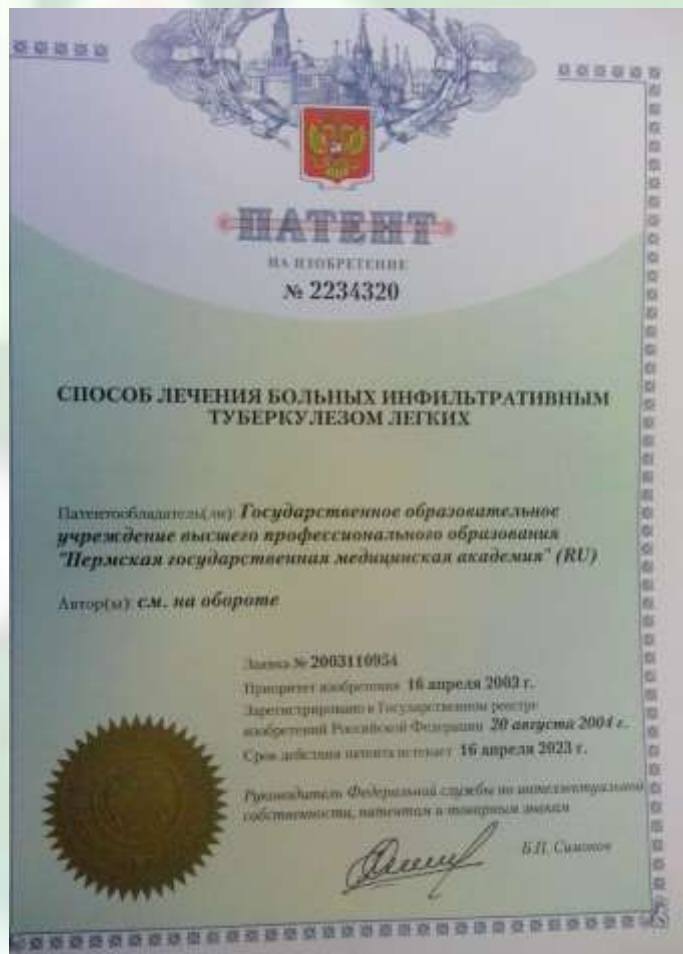 ПАТЕНТ
НА ИЗОБРЕТЕНИЕ
№ 2234320
СПОСОБ ЛЕЧЕНИЯ БОЛЬНЫХ ИНФИЛЬТРАТИВНЫМ
ТУБЕРКУЛЕЗОМ ЛЕГКИХ
Патентообладатель(ли): Государственное образовательное
учреждение высшего профессионального образования
"Пермская государственная медицинская академия" (RU)
Автор(ы): см. на обороте
Заявка № 2003110954
Приоритет изобретения 16 апреля 2003 г.
Зарегистрировано в Государственном реестре
изобретений Российской Федерации 20 августа 2004 г.
Срок действия патента истекает 16 апреля 2023 г.
Руководитель Федеральной службы по интеллектуальной
собственности, патентам и товарным знакам
Б.П. Симонов